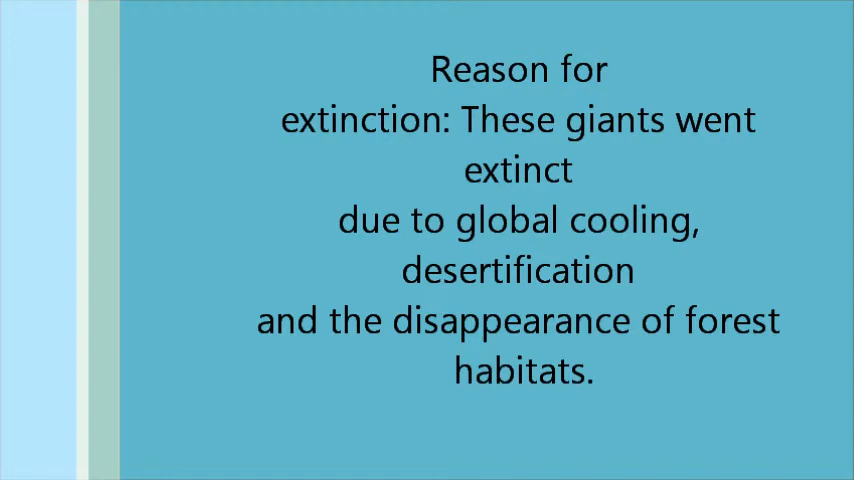 Reason for
extinction: These giants went
extinct
due to global cooling,
desertification
and the disappearance of forest
habitats.